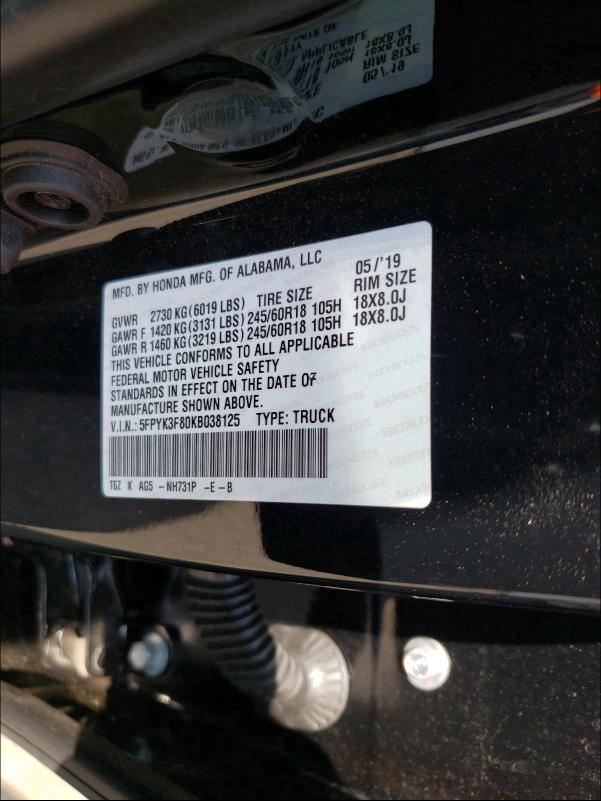 MFD. BY HONDA MFG. OF ALABAMA, LLC 05/'19
GVWR 2730 KG(6019 LBS) TIRE SIZE RIM SIZE
GAWR F 1420 KG(3131 LBS) 245/60R18 105H 18X8.0J
GAWR R 1460 KG(3219 LBS) 245/60R18 105H 18X8.0J
THIS VEHICLE CONFORMS TO ALL APPLICABLE
FEDERAL MOTOR VEHICLE SAFETY
STANDARDS IN EFFECT ON THE DATE OF
MANUFACTURE SHOWN ABOVE.
V.I.N.: 5FPYK3F80KB038125 TYPE: TRUCK
T6Z K AG5 -NH731P -E-B